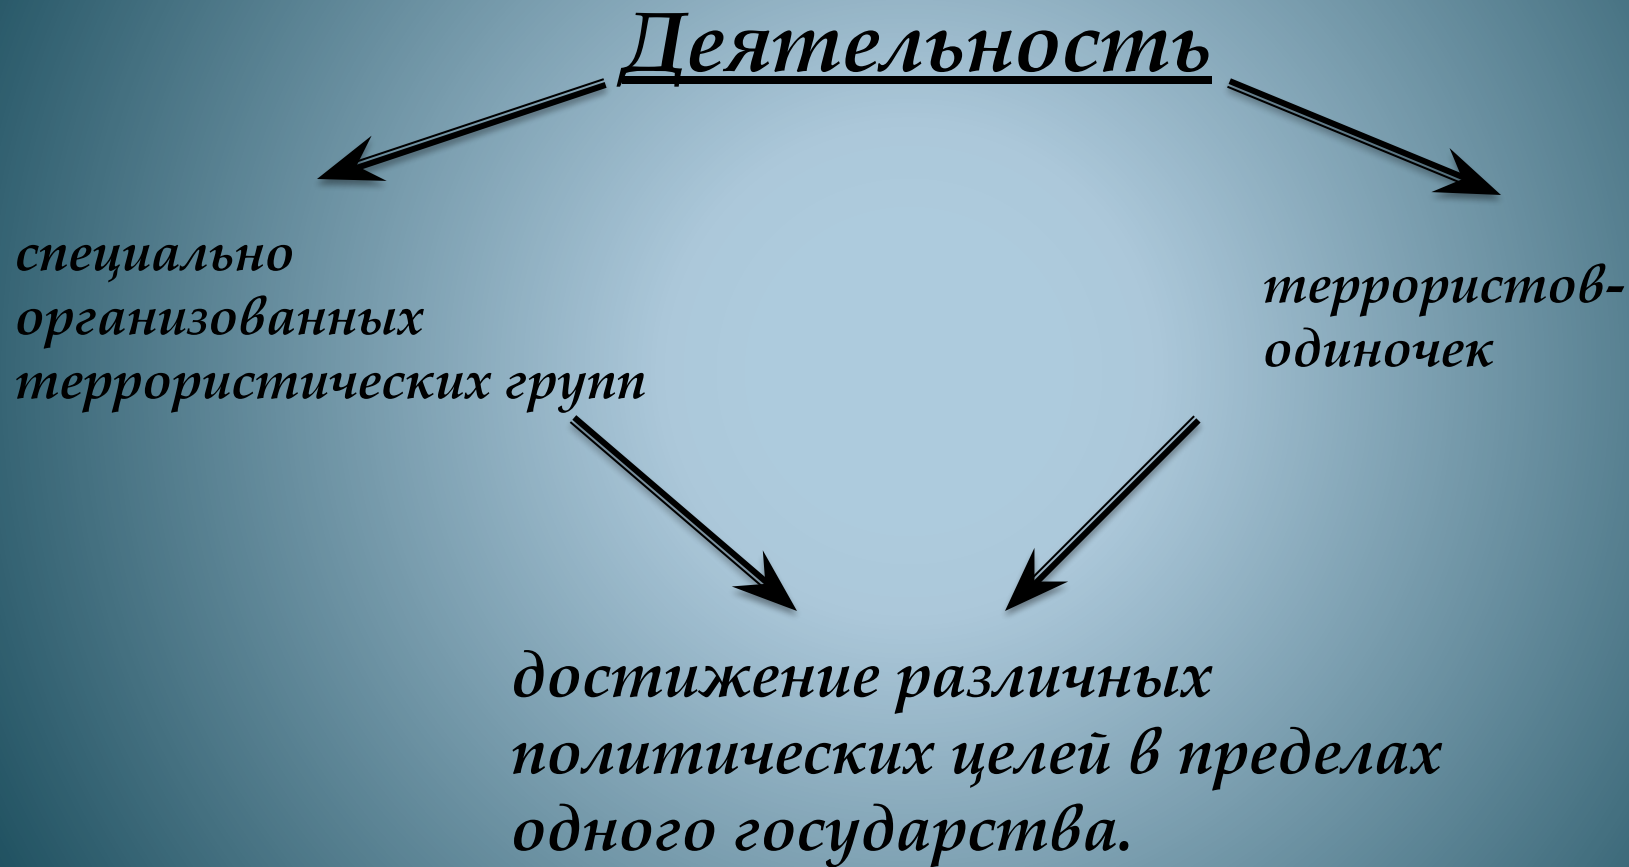 Деятельность
специально
организованных
террористических групп
террористов-
одиночек
достижение различных
политических целей в пределах
одного государства.